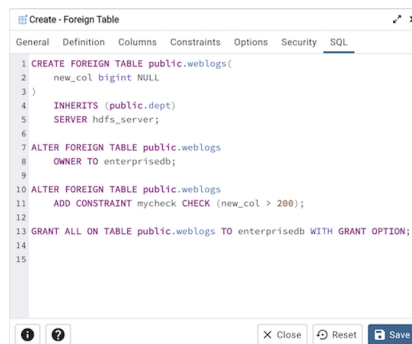 Create - Foreign Table
General Definition Columns Constraints Options Security SQL
1 CREATE FOREIGN TABLE public.weblogs(
2 new_col bigint NULL
3 )
4 INHERITS (public.dept)
5 SERVER hdfs_server;
6
7 ALTER FOREIGN TABLE public.weblogs
8 OWNER TO enterprisedb;
9
10 ALTER FOREIGN TABLE public.weblogs
11 ADD CONSTRAINT mycheck CHECK (new_col > 200);
12
13 GRANT ALL ON TABLE public.weblogs TO enterprisedb WITH GRANT OPTION;
14
15
Close Reset Save